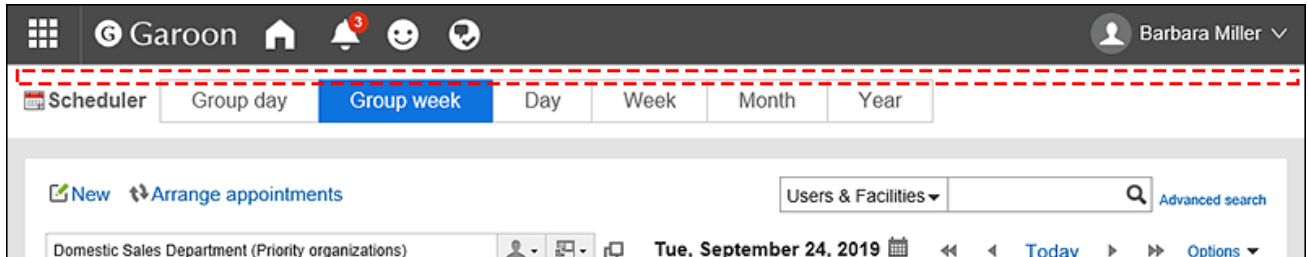 G Garoon 3 Barbara Miller
Scheduler Group day Group week Day Week Month Year
New Arrange appointments Users & Facilities Advanced search
Domestic Sales Department (Priority organizations) Tue, September 24, 2019 Today Options